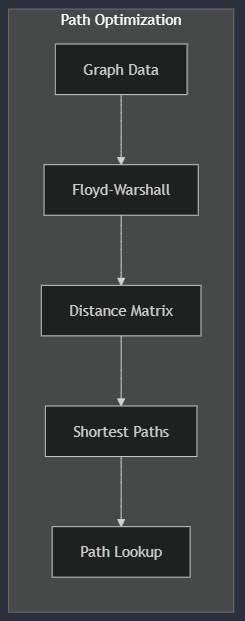 Path Optimization
Graph Data
Floyd-Warshall
Distance Matrix
Shortest Paths
Path Lookup